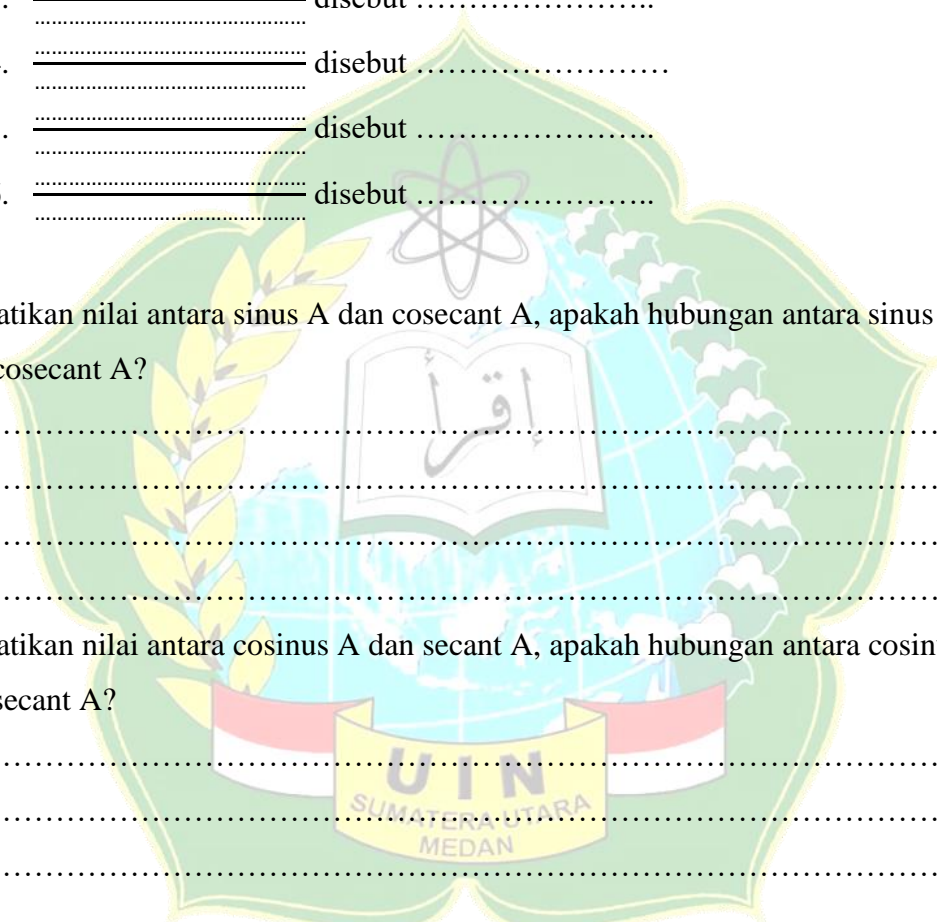 disebut …………………..
…………………………………………
…………………………………………
. disebut ……………………
…………………………………………
…………………………………………
. disebut …………………..
…………………………………………
…………………………………………
. disebut …………………..
…………………………………………
atikan nilai antara sinus A dan cosecant A, apakah hubungan antara sinus
cosecant A?
إقرأ
……………………………………………………………………………
……………………………………………………………………………
……………………………………………………………………………
……………………………………………………………………………
atikan nilai antara cosinus A dan secant A, apakah hubungan antara cosin
secant A?
……………………………………………………………………………
UIN
SUMATERA UTARA
MEDAN
……………………………………………………………………………
……………………………………………………………………………